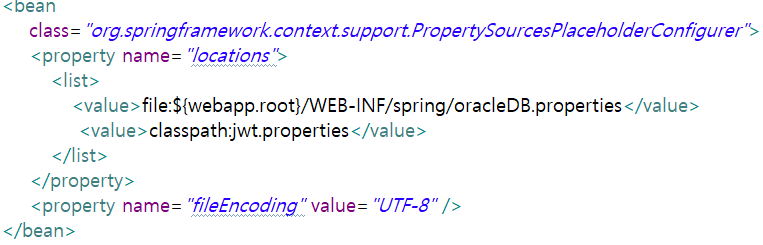 <bean
class="org.springframework.context.support.PropertySourcesPlaceholderConfigurer">
<property name="locations">
<list>
<value>file:${webapp.root}/WEB-INF/spring/oracleDB.properties</value>
<value>classpath:jwt.properties</value>
</list>
</property>
<property name="fileEncoding" value="UTF-8" />
</bean>